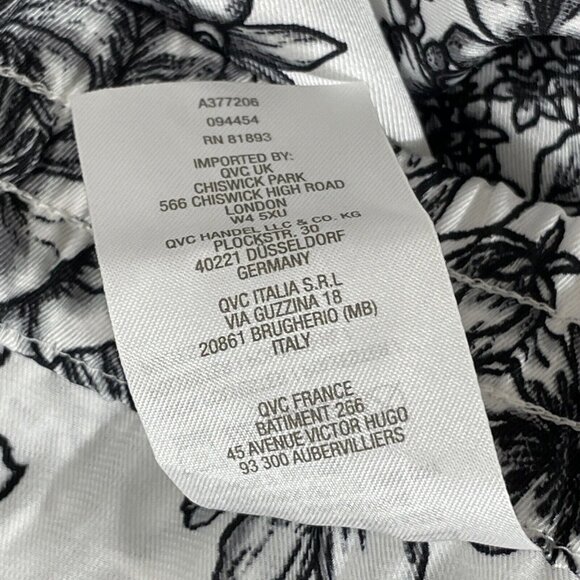 A377206
094454
RN 81893
IMPORTED BY:
QVC UK
CHISWICK PARK
566 CHISWICK HIGH ROAD
LONDON
W4 5XU
QVC HANDEL LLC & CO. KG
PLOCKSTR. 30
40221 DÜSSELDORF
GERMANY
QVC ITALIA S.R.L
VIA GUZZINA 18
20861 BRUGHERIO (MB)
ITALY
QVC FRANCE
BATIMENT 266
45 AVENUE VICTOR HUGO
93 300 AUBERVILLIERS